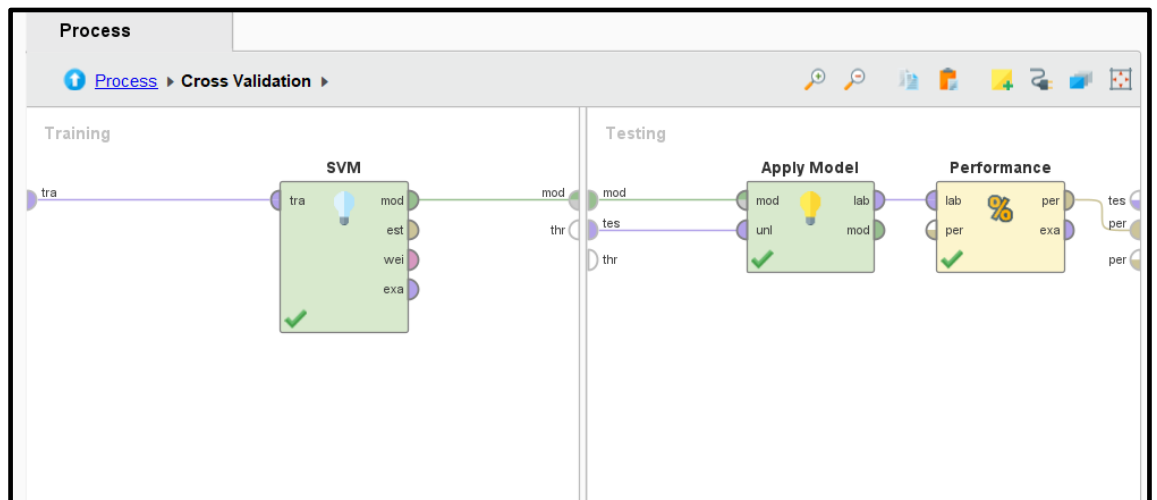 Process
Process ▸ Cross Validation ▸
Training
Testing
SVM
Apply Model
Performance
tra
tra
mod
mod
est
thr
wei
exa
mod
tes
thr
mod
lab
unl
mod
lab
per
%
per
exa
tes
per
per